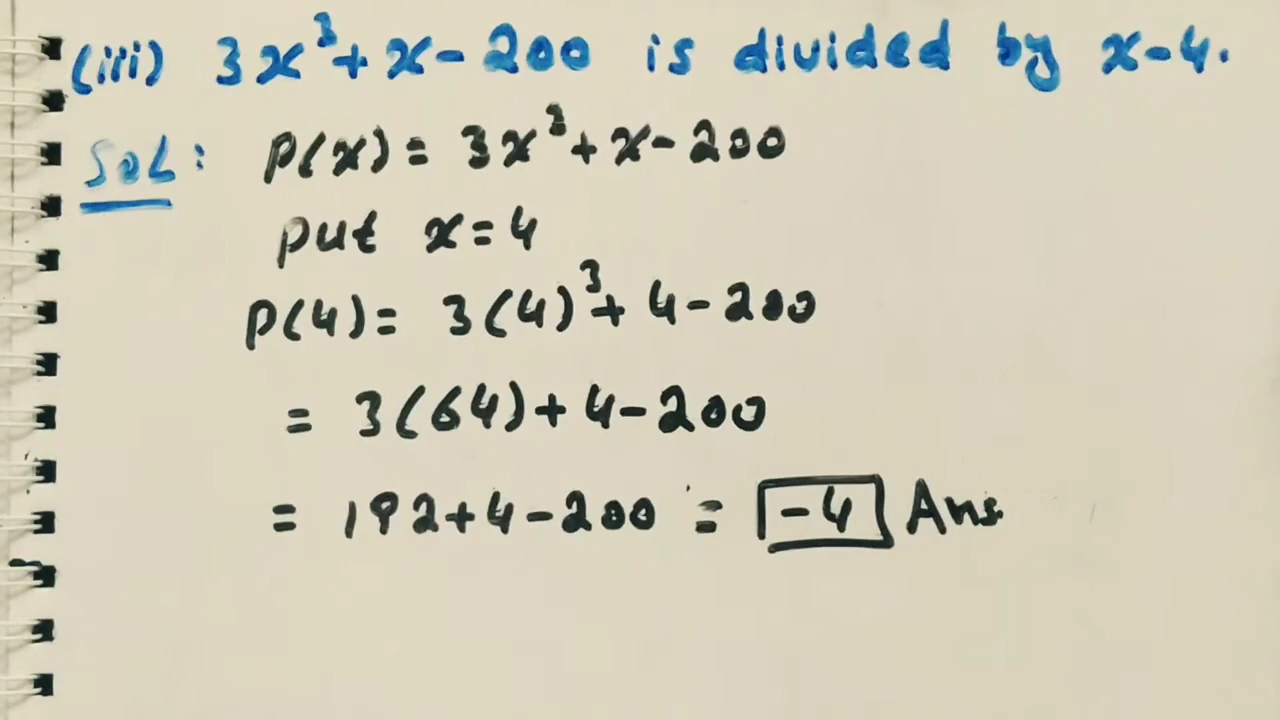 (iii) 3x³+x-200 is divided by x-4.
Sol: P(x)= 3x³+x-200
put x=4
P(4)= 3(4)³+4-200
= 3(64)+4-200
= 192+4-200 = -4 Ans